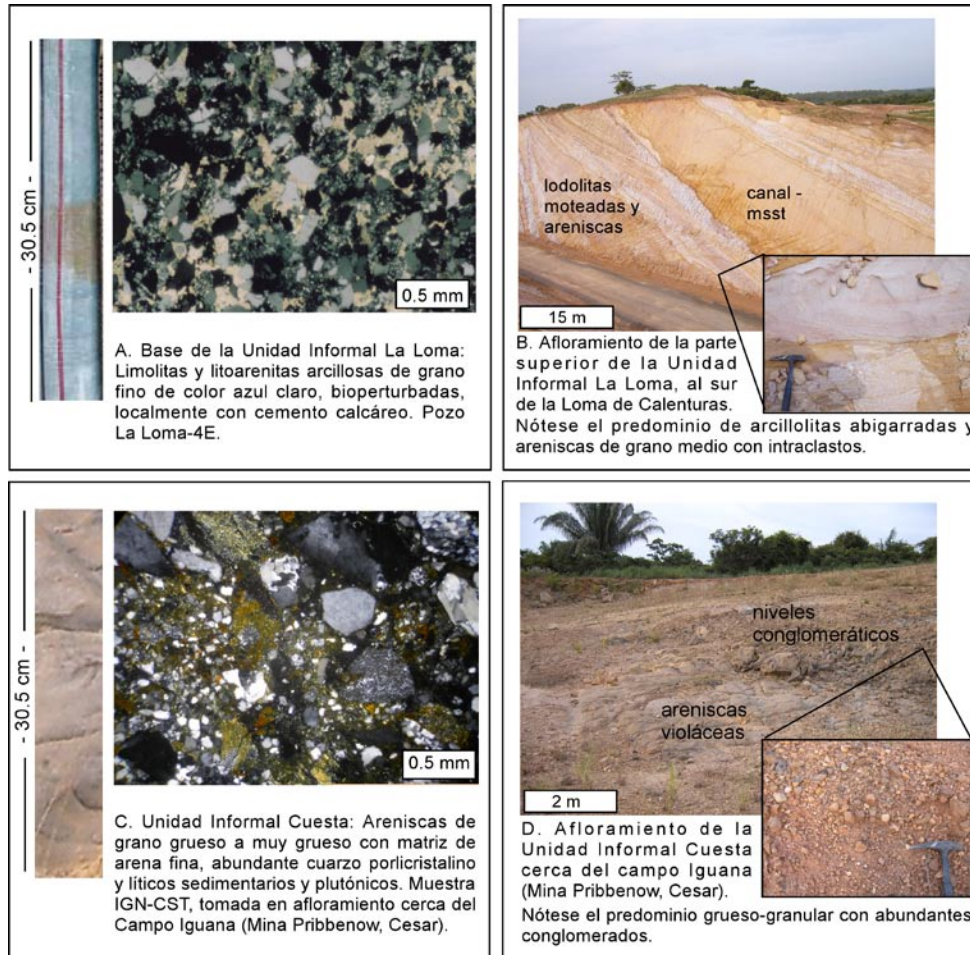 - 30.5 cm -
0.5 mm
A. Base de la Unidad Informal La Loma:
Limolitas y litoarenitas arcillosas de grano
fino de color azul claro, bioperturbadas,
localmente con cemento calcáreo. Pozo
La Loma-4E.
lodolitas
moteadas y
areniscas
canal -
msst
15 m
B. Afloramiento de la parte
superior de la Unidad
Informal La Loma, al sur
de la Loma de Calenturas.
Nótese el predominio de arcillolitas abigarradas y
areniscas de grano medio con intraclastos.
- 30.5 cm -
0.5 mm
C. Unidad Informal Cuesta: Areniscas de
grano grueso a muy grueso con matriz de
arena fina, abundante cuarzo porlicristalino
y líticos sedimentarios y plutónicos. Muestra
IGN-CST, tomada en afloramiento cerca del
Campo Iguana (Mina Pribbenow, Cesar).
niveles
conglomeráticos
areniscas
violáceas
2 m
D. Afloramiento de la
Unidad Informal Cuesta
cerca del campo Iguana
(Mina Pribbenow, Cesar).
Nótese el predominio grueso-granular con abundantes
conglomerados.